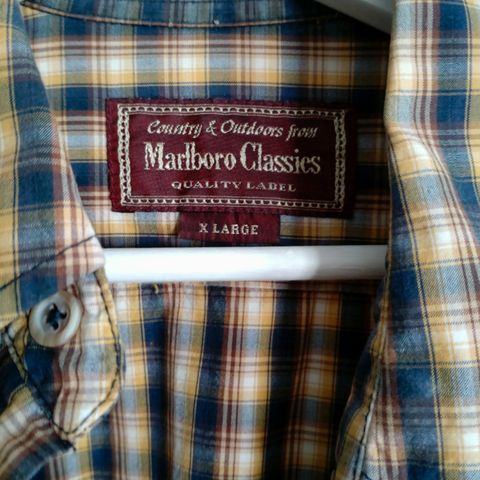 Country & Outdoors from
Marlboro Classics
QUALITY LABEL
X LARGE